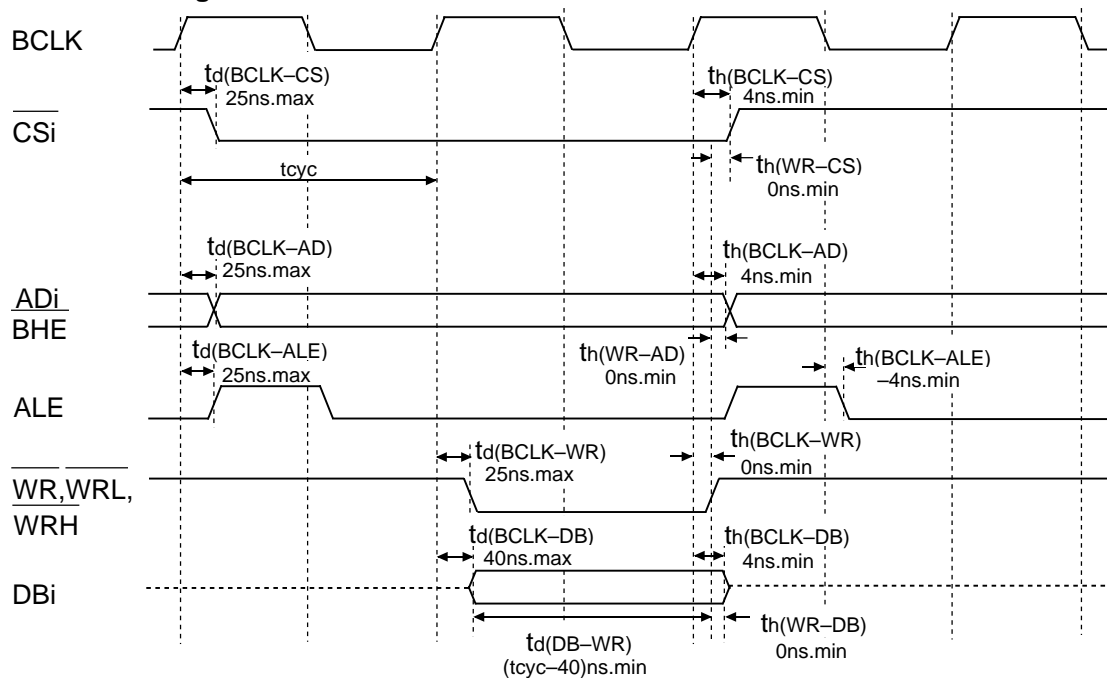 BCLK
td(BCLK–CS)
25ns.max
th(BCLK–CS)
4ns.min
CSi
tcyc
th(WR–CS)
0ns.min
td(BCLK–AD)
25ns.max
th(BCLK–AD)
4ns.min
ADi
BHE
td(BCLK–ALE)
25ns.max
th(WR–AD)
0ns.min
th(BCLK–ALE)
–4ns.min
ALE
td(BCLK–WR)
25ns.max
th(BCLK–WR)
0ns.min
WR,WRL,
WRH
td(BCLK–DB)
40ns.max
th(BCLK–DB)
4ns.min
DBi
td(DB–WR)
(tcyc–40)ns.min
th(WR–DB)
0ns.min